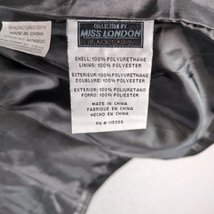 COLLECTION BY
MISS LONDON
SHELL: 100% POLYURETHANE
LINING: 100% POLYESTER
EXTERIEUR: 100% POLYURETHANE
DOUBLURE: 100% POLYESTER
EXTERIOR: 100% POLIURETANO
FORRO: 100% POLIESTER
MADE IN CHINA
FABRIQUE EN CHINE
HECHO EN CHINA
RN #
MADE IN CHINA